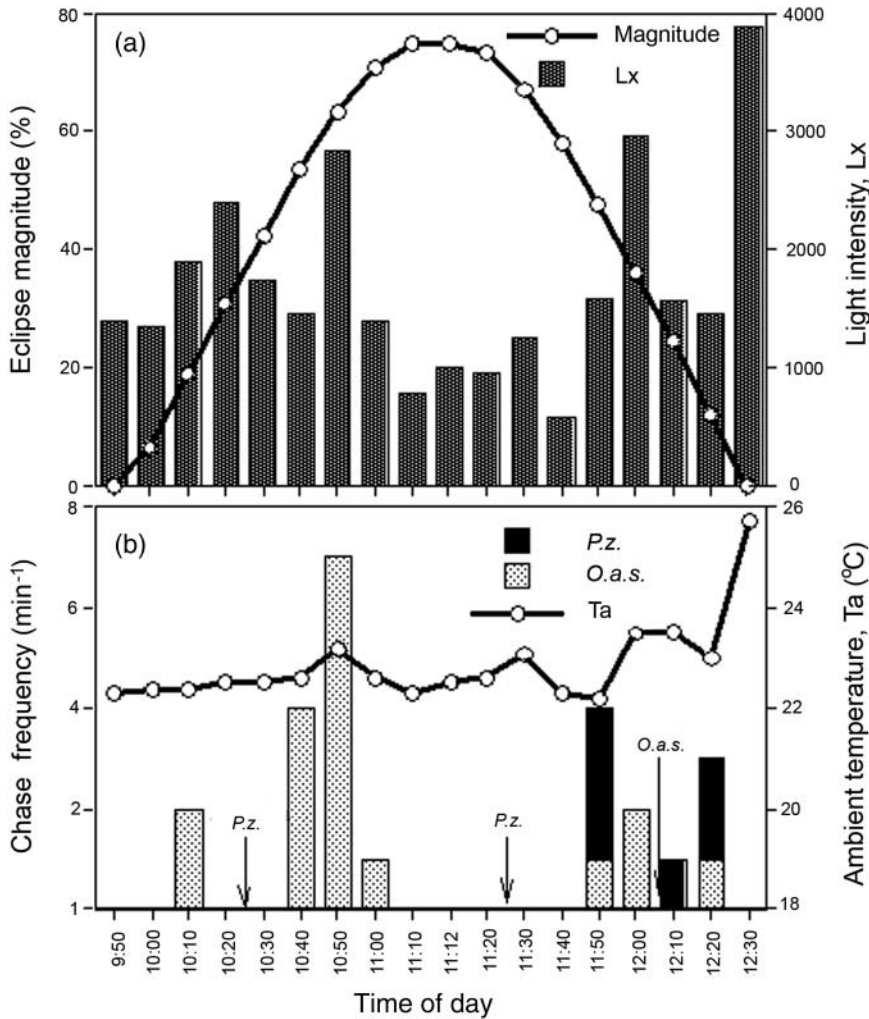 (a)
Magnitude
Lx
Eclipse magnitude (%)
80
60
40
20
0
Light intensity, Lx
4000
3000
2000
1000
0
(b)
P.z.
O.a.s.
Ta
Chase frequency (min⁻¹)
8
6
4
2
1
Ambient temperature, Ta (°C)
26
24
22
20
18
P.z.
P.z.
O.a.s.
9:50
10:00
10:10
10:20
10:30
10:40
10:50
11:00
11:10
11:12
11:20
11:30
11:40
11:50
12:00
12:10
12:20
12:30
Time of day